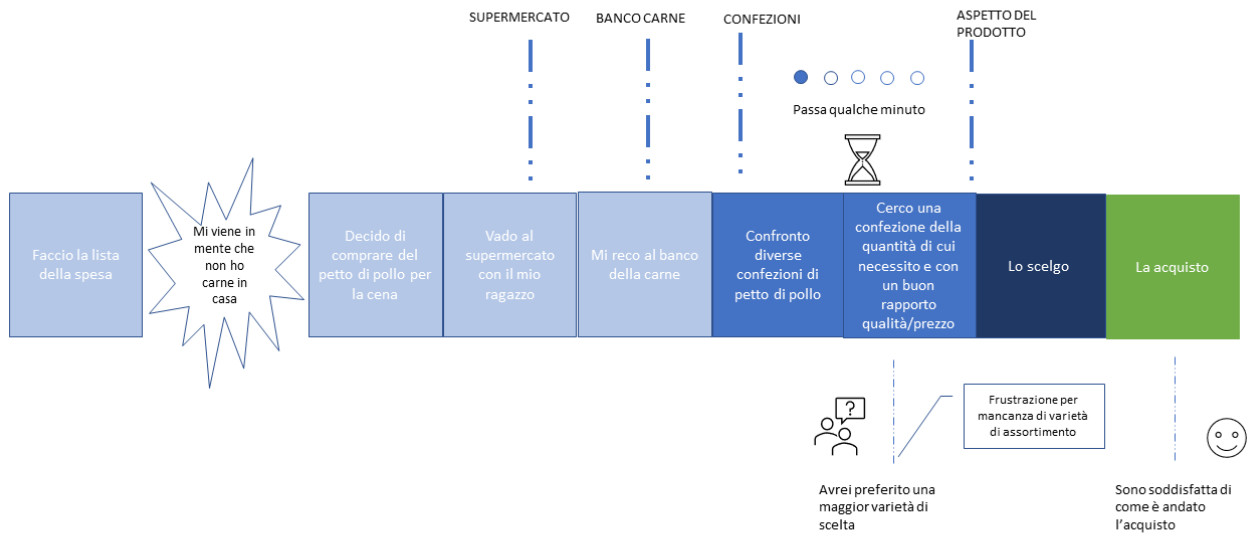 SUPERMERCATO
BANCO CARNE
CONFEZIONI
ASPETTO DEL
PRODOTTO
Passa qualche minuto
Faccio la lista
della spesa
Mi viene in
mente che
non ho
carne in
casa
Decido di
comprare del
petto di pollo per
la cena
Vado al
supermercato
con il mio
ragazzo
Mi reco al banco
della carne
Confronto
diverse
confezioni di
petto di pollo
Cerco una
confezione della
quantità di cui
necessito e con
un buon
rapporto
qualità/prezzo
Lo scelgo
La acquisto
?
Frustrazione per
mancanza di varietà
di assortimento
Avrei preferito una
maggior varietà di
scelta
Sono soddisfatta di
come è andato
l'acquisto